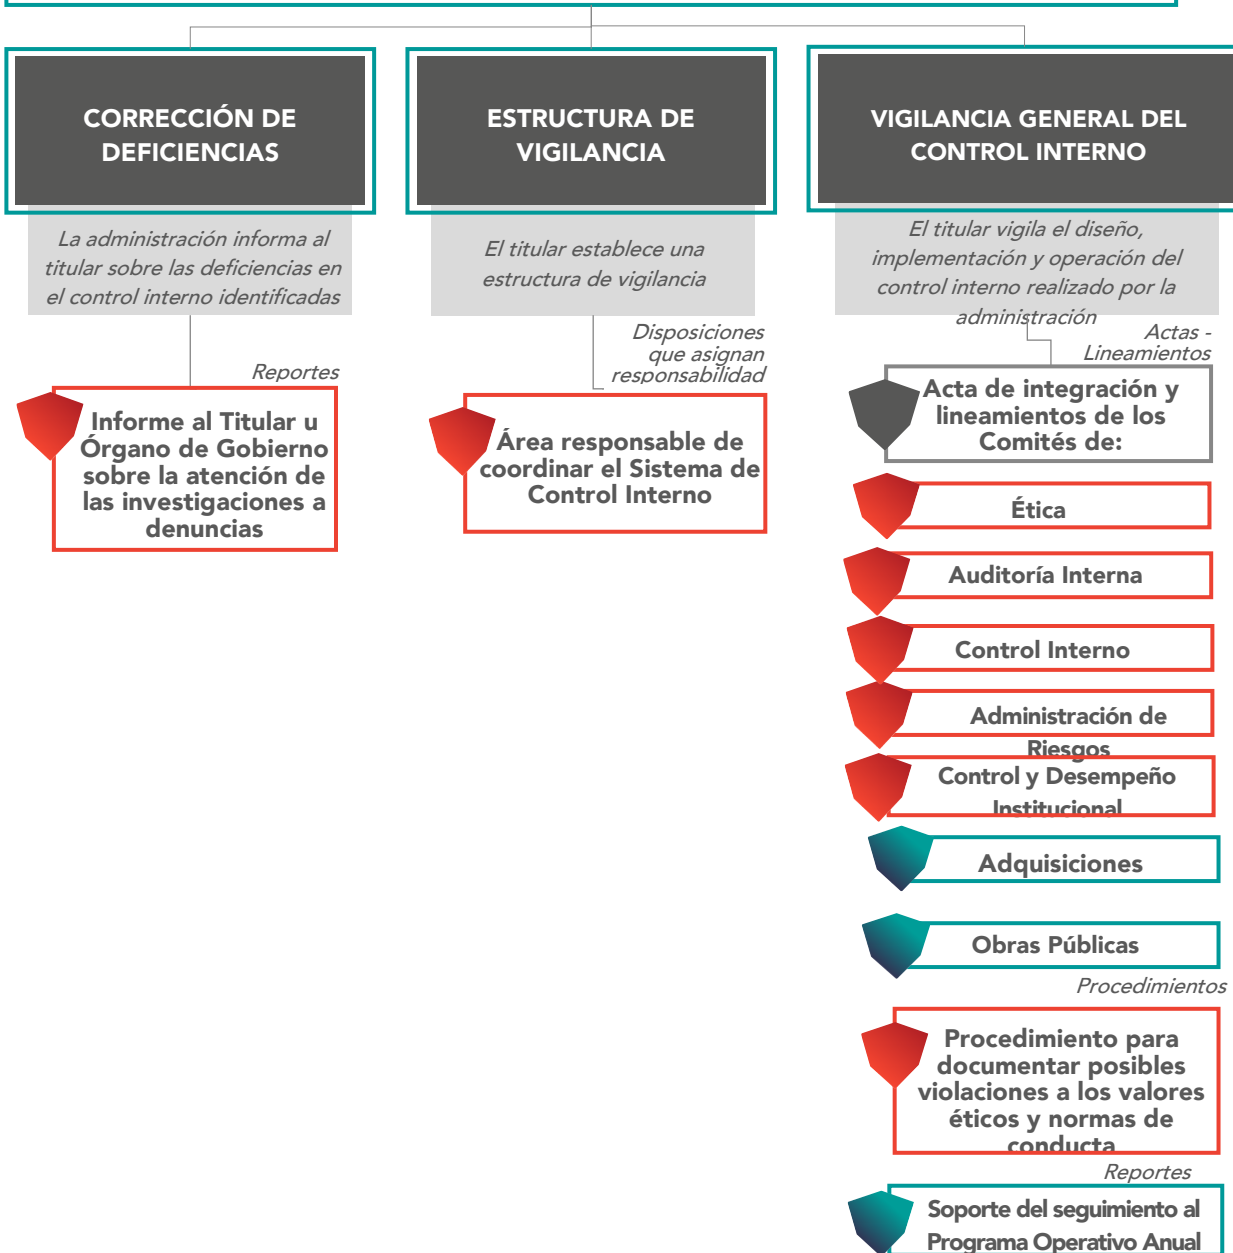 CORRECCIÓN DE
DEFICIENCIAS
La administración informa al
titular sobre las deficiencias en
el control interno identificadas
Reportes
Informe al Titular u
Órgano de Gobierno
sobre la atención de
las investigaciones a
denuncias
ESTRUCTURA DE
VIGILANCIA
El titular establece una
estructura de vigilancia
Disposiciones
que asignan
responsabilidad
Área responsable de
coordinar el Sistema de
Control Interno
VIGILANCIA GENERAL DEL
CONTROL INTERNO
El titular vigila el diseño,
implementación y operación del
control interno realizado por la
administración
Actas -
Lineamientos
Acta de integración y
lineamientos de los
Comités de:
Ética
Auditoría Interna
Control Interno
Administración de
Riesgos
Control y Desempeño
Institucional
Adquisiciones
Obras Públicas
Procedimientos
Procedimiento para
documentar posibles
violaciones a los valores
éticos y normas de
conducta
Reportes
Soporte del seguimiento al
Programa Operativo Anual